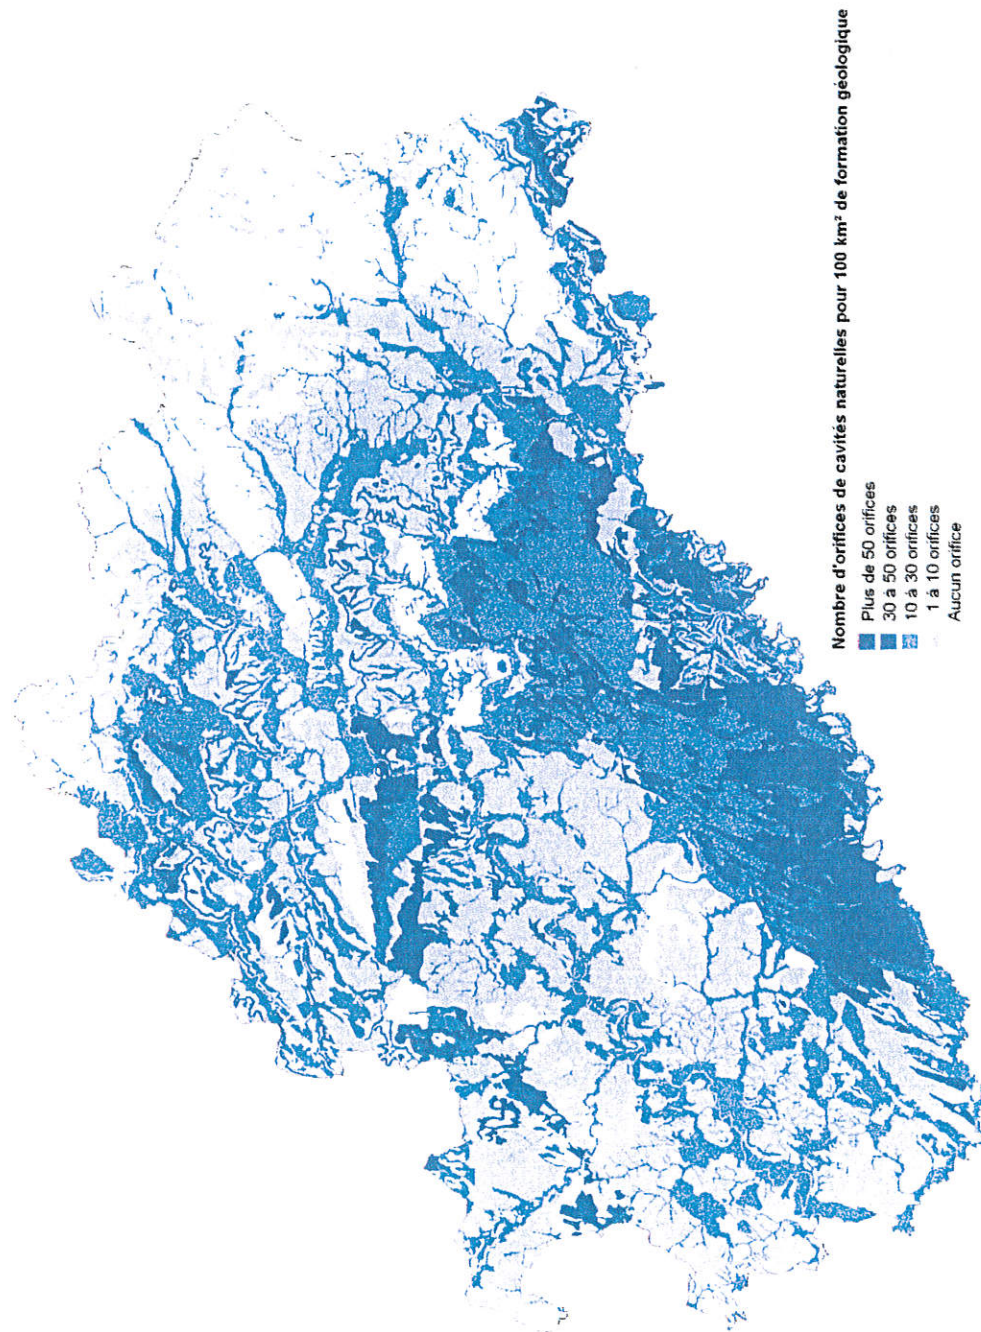 Nombre d'orifices de cavités naturelles pour 100 km² de formation géologique
Plus de 50 orifices
30 à 50 orifices
10 à 30 orifices
1 à 10 orifices
Aucun orifice